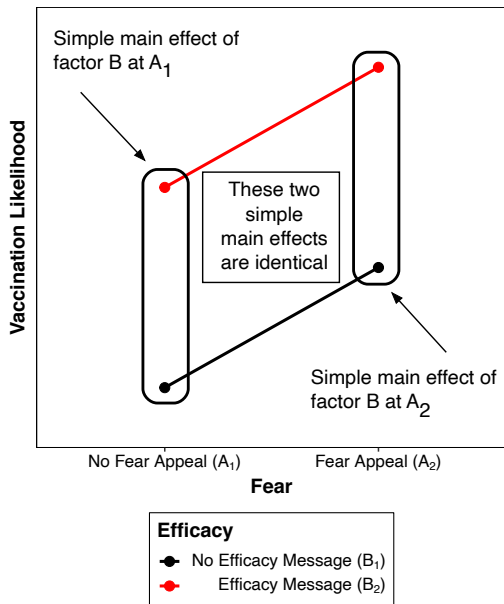 Simple main effect of
factor B at A₁
Vaccination Likelihood
These two
simple
main effects
are identical
Simple main effect of
factor B at A₂
No Fear Appeal (A₁)
Fear Appeal (A₂)
Fear
Efficacy
No Efficacy Message (B₁)
Efficacy Message (B₂)